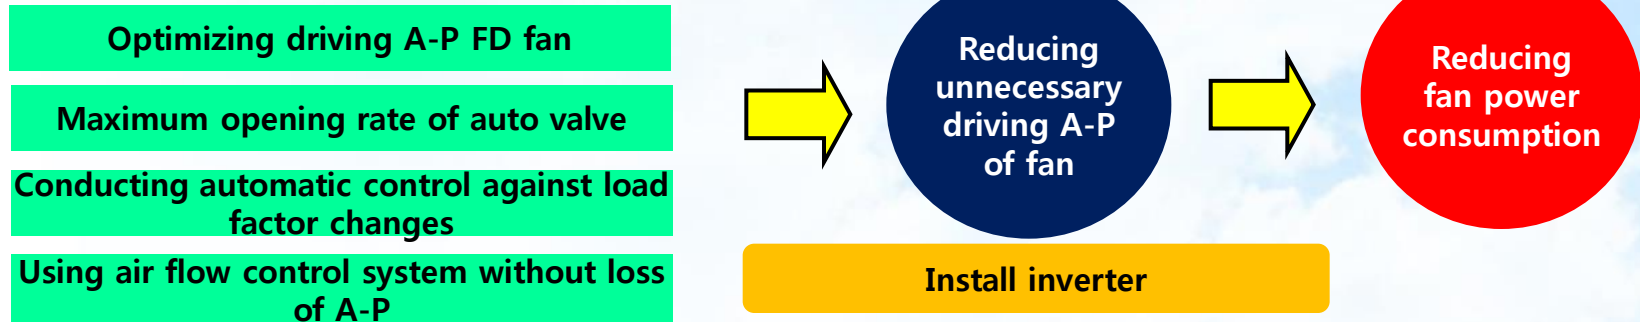 Optimizing driving A-P FD fan
Maximum opening rate of auto valve
Conducting automatic control against load
factor changes
Using air flow control system without loss
of A-P
Reducing
unnecessary
driving A-P
of fan
Install inverter
Reducing
fan power
consumption